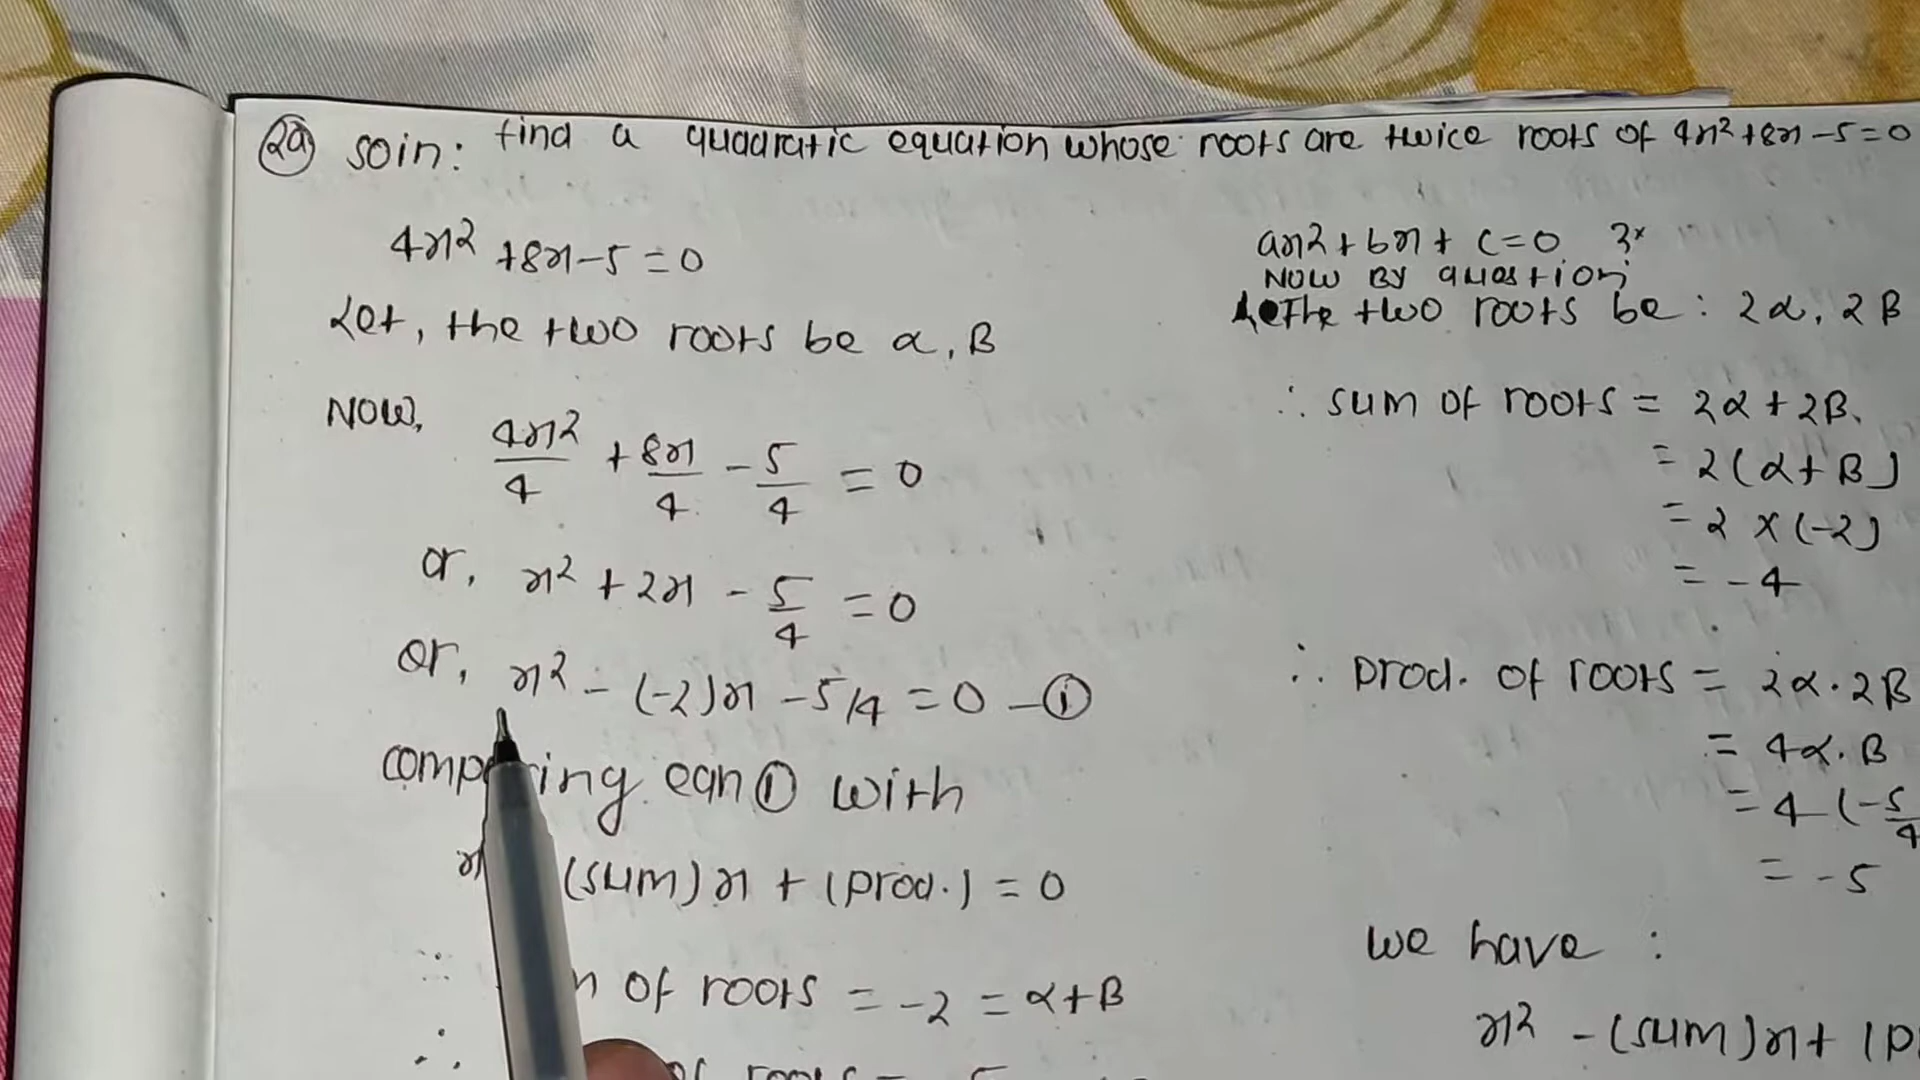 2a) soln: find a quadratic equation whose roots are twice roots of 4x² + 8x - 5 = 0
4x² + 8x - 5 = 0
Let, the two roots be α, β
Now, 4x²/4 + 8x/4 - 5/4 = 0
or, x² + 2x - 5/4 = 0
or, x² - (-2)x - 5/4 = 0 - ①
comparing eqn ① with
(sum)x + (prod.) = 0
of roots = -2 = α+β
ax² + bx + c = 0
Now By question;
The two roots be: 2α, 2β
∴ sum of roots = 2α + 2β
= 2(α+β)
= 2 × (-2)
= -4
∴ prod. of roots = 2α.2β
= 4α.β
= 4(-5/4
= -5
we have :
x² - (sum)x +